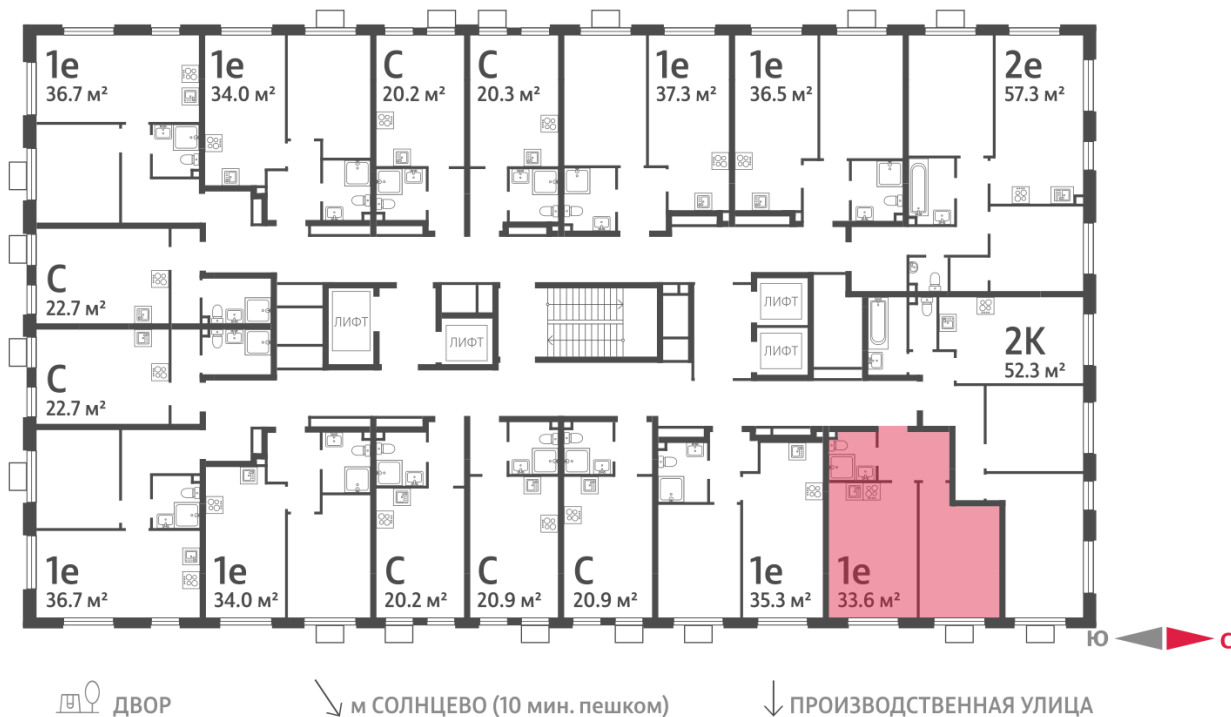 1е
36.7 м²
1е
34.0 м²
С
20.2 м²
С
20.3 м²
1е
37.3 м²
1е
36.5 м²
2е
57.3 м²
С
22.7 м²
ЛИФТ
ЛИФТ
ЛИФТ
ЛИФТ
2К
52.3 м²
С
22.7 м²
1е
36.7 м²
1е
34.0 м²
С
20.2 м²
С
20.9 м²
С
20.9 м²
1е
35.3 м²
1е
33.6 м²
Ю
С
ДВОР
м СОЛНЦЕВО (10 мин. пешком)
ПРОИЗВОДСТВЕННАЯ УЛИЦА